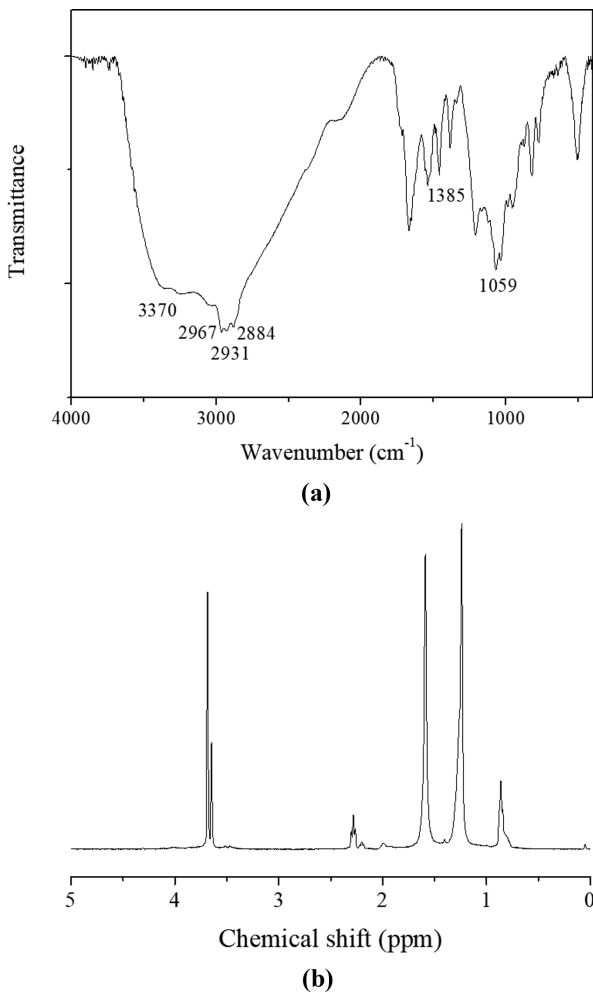 Transmittance
1385
1059
3370
2967 2884
2931
4000 3000 2000 1000
Wavenumber (cm-1)
(a)
5 4 3 2 1 0
Chemical shift (ppm)
(b)